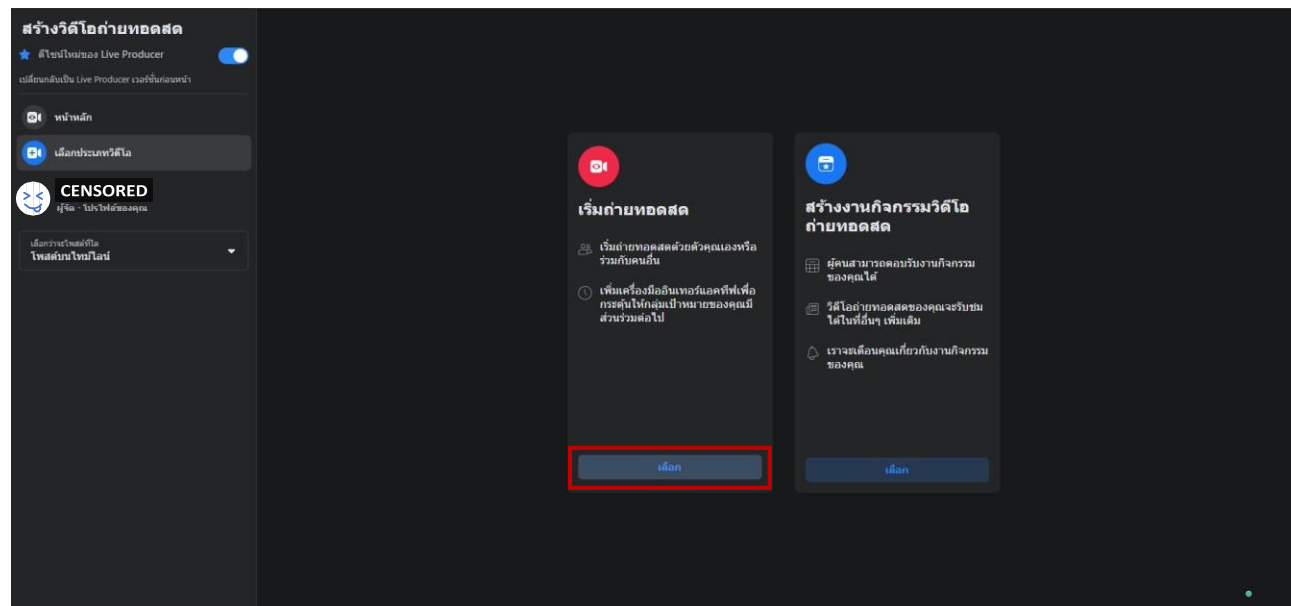 สร้างวิดีโอถ่ายทอดสด
ดีไซน์ใหม่ของ Live Producer
เปลี่ยนกลับเป็น Live Producer เวอร์ชั่นก่อนหน้า
หน้าหลัก
เลือกประเภทวิดีโอ
CENSORED
ผู้จัด - โปรไฟล์ของคุณ
เลือกว่าจะโพสต์ที่ใด
โพสต์บนไทม์ไลน์
เริ่มถ่ายทอดสด
เริ่มถ่ายทอดสดด้วยตัวคุณเองหรือ
ร่วมกับคนอื่น
เพิ่มเครื่องมืออินเทอร์แอคทีฟเพื่อ
กระตุ้นให้กลุ่มเป้าหมายของคุณมี
ส่วนร่วมต่อไป
เลือก
สร้างงานกิจกรรมวิดีโอ
ถ่ายทอดสด
ผู้คนสามารถตอบรับงานกิจกรรม
ของคุณได้
วิดีโอถ่ายทอดสดของคุณจะรับชม
ได้ในที่อื่นๆ เพิ่มเติม
เราจะเตือนคุณเกี่ยวกับงานกิจกรรม
ของคุณ
เลือก